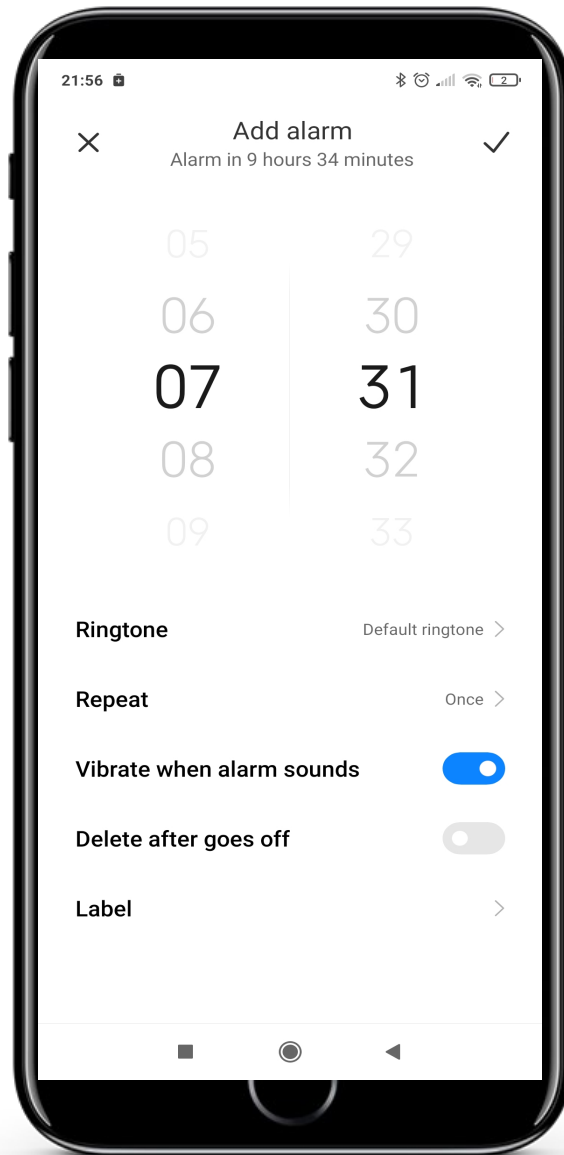 21:56 2
Add alarm
Alarm in 9 hours 34 minutes
05 29
06 30
07 31
08 32
09 33
Ringtone Default ringtone
Repeat Once
Vibrate when alarm sounds
Delete after goes off
Label